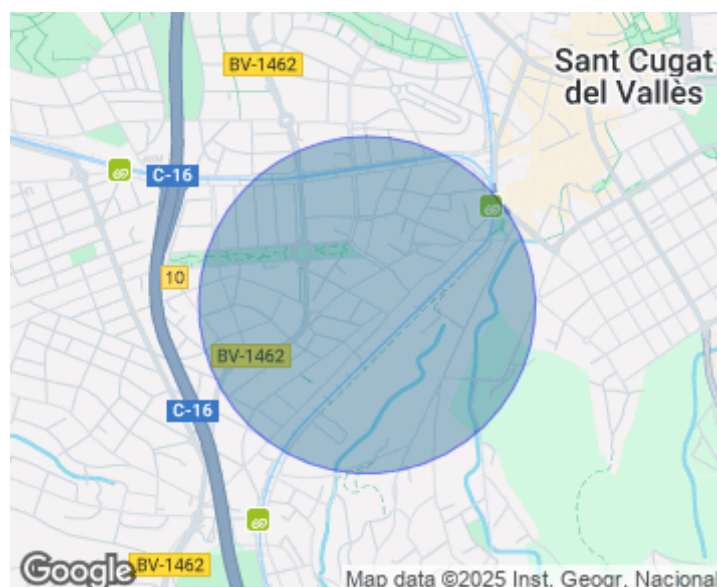 BV-1462
Sant Cugat
del Vallès
C-16
10
BV-1462
C-16
Google
BV-1462
Map data ©2025 Inst. Geogr. Nacional